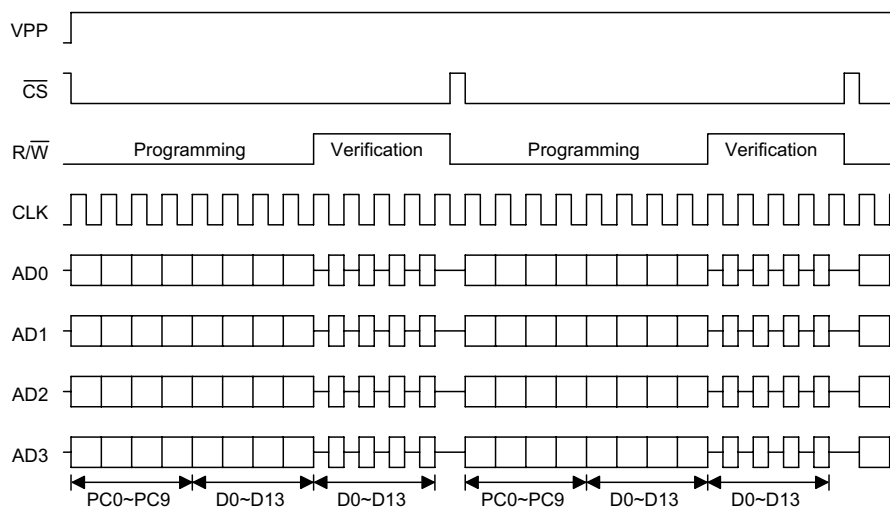 VPP
C̅S̅
R/W̅ Programming Verification Programming Verification
CLK
AD0
AD1
AD2
AD3
PC0~PC9 D0~D13 D0~D13 PC0~PC9 D0~D13 D0~D13